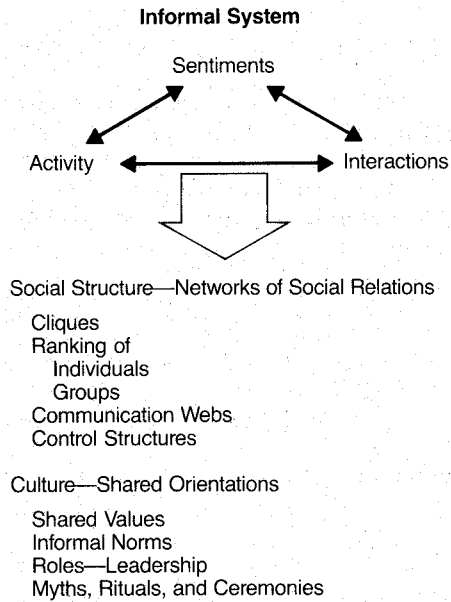 Informal System
Sentiments
Activity
Interactions
Social Structure—Networks of Social Relations
Cliques
Ranking of
Individuals
Groups
Communication Webs
Control Structures
Culture—Shared Orientations
Shared Values
Informal Norms
Roles—Leadership
Myths, Rituals, and Ceremonies